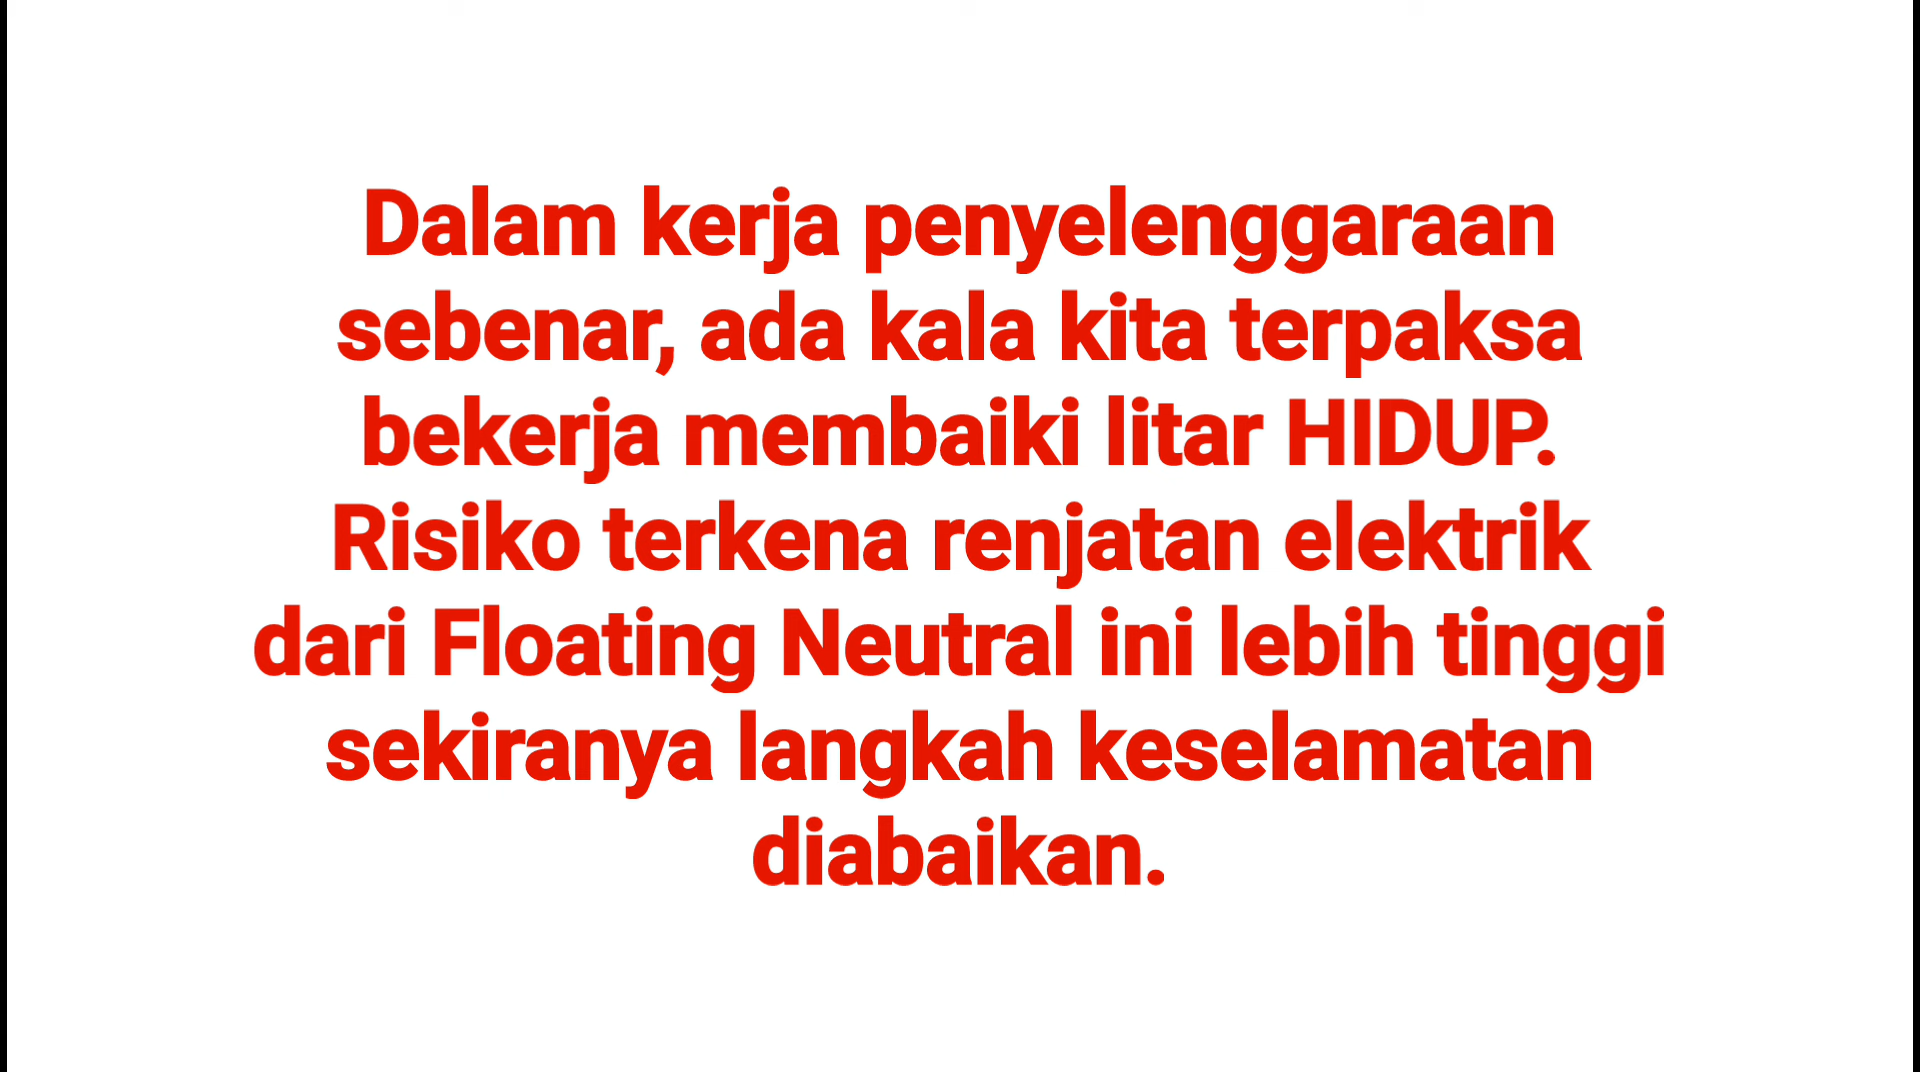 Dalam kerja penyelenggaraan
sebenar, ada kala kita terpaksa
bekerja membaiki litar HIDUP.
Risiko terkena renjatan elektrik
dari Floating Neutral ini lebih tinggi
sekiranya langkah keselamatan
diabaikan.